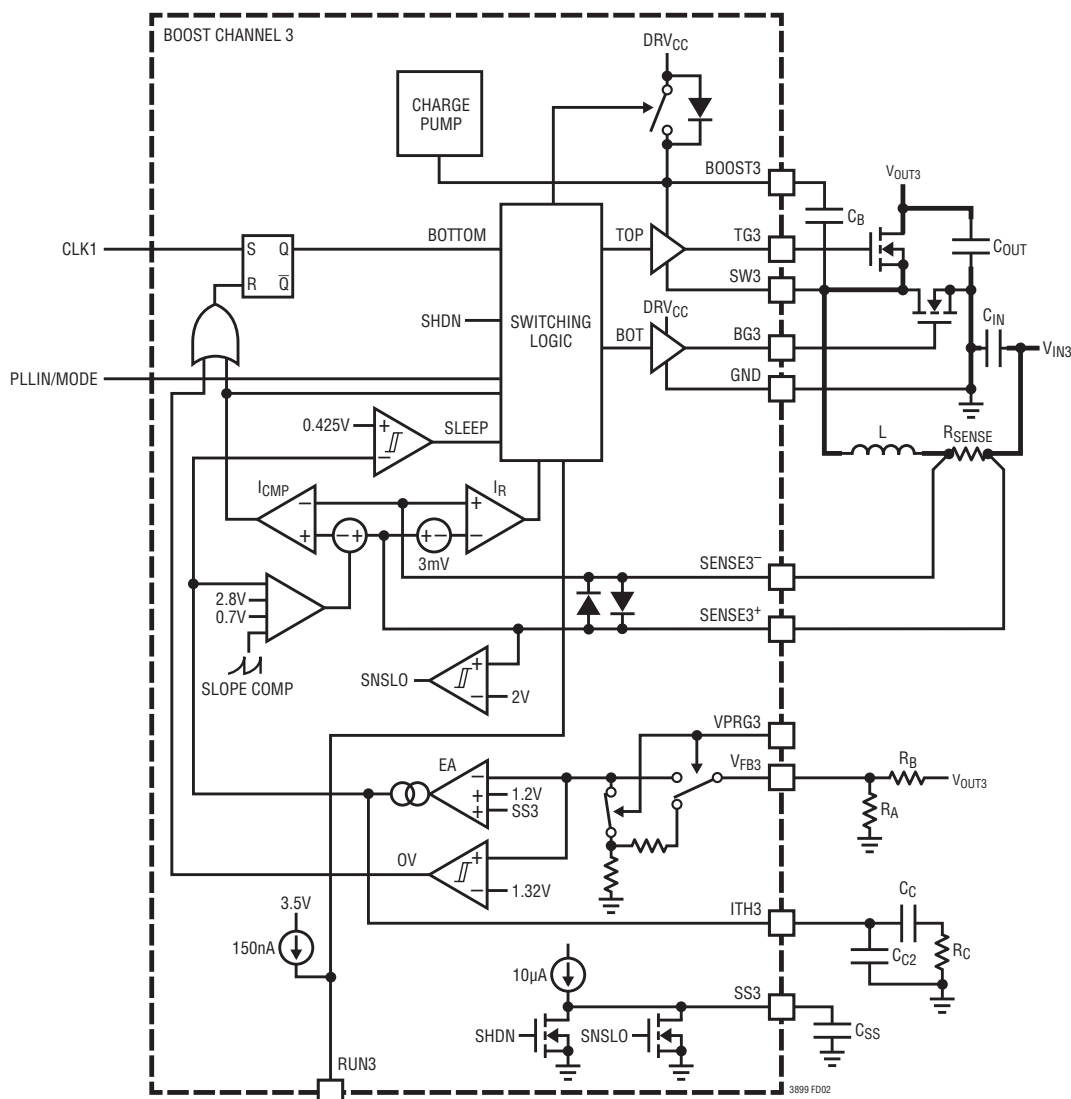 BOOST CHANNEL 3
DRVCC
CHARGE
PUMP
BOOST3
VOUT3
CB
CLK1
S Q
R Q̅
BOTTOM
TOP
TG3
COUT
SW3
SHDN
SWITCHING
LOGIC
DRVCC
BOT
BG3
CIN
VIN3
GND
PLLIN/MODE
0.425V
+
−
SLEEP
L
RSENSE
ICMP
−
+
− +
+ −
3mV
IR
+
−
SENSE3−
2.8V
0.7V
SENSE3+
SLOPE COMP
SNSLO
+
−
2V
VPRG3
EA
−
+
+
1.2V
SS3
VFB3
RB
VOUT3
RA
OV
+
−
1.32V
3.5V
150nA
ITH3
CC
CC2
RC
10µA
SS3
SHDN
SNSLO
CSS
RUN3
3899 FD02